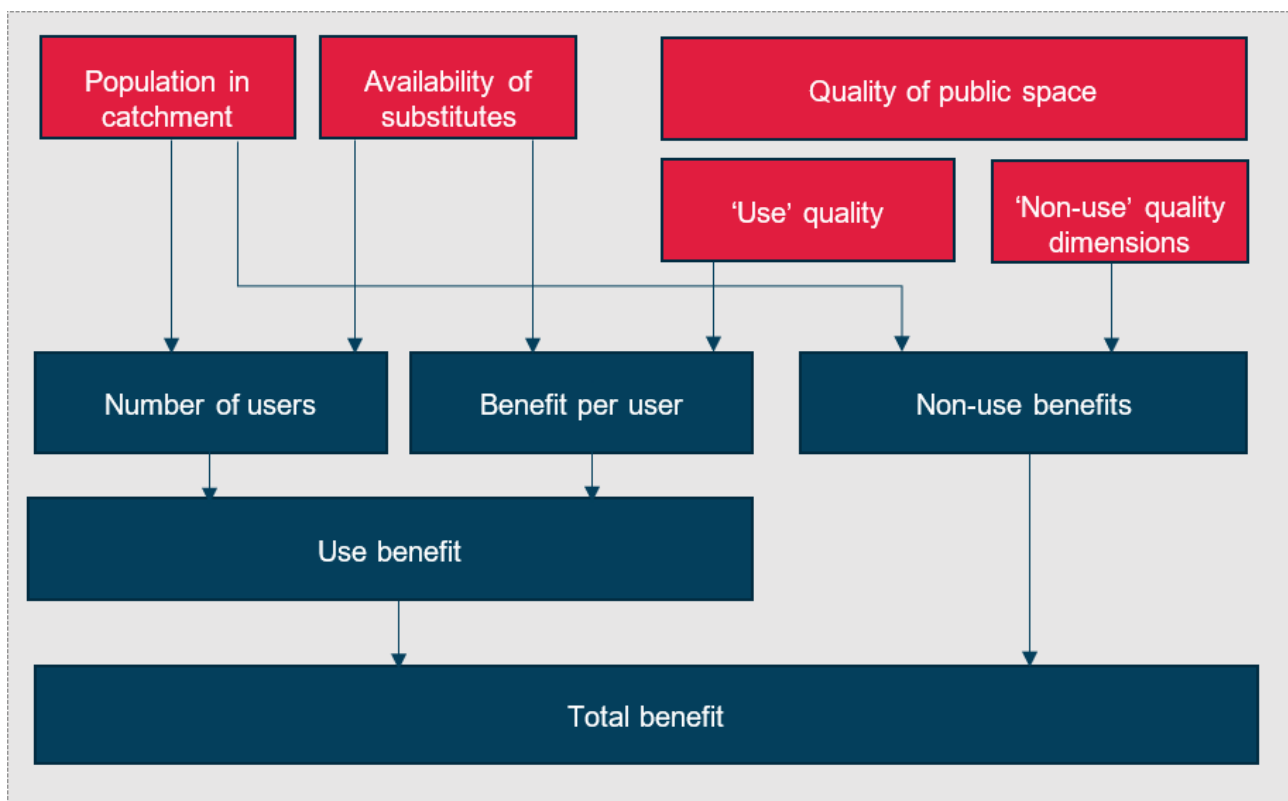 Population in
catchment
Availability of
substitutes
Quality of public space
‘Use’ quality
‘Non-use’ quality
dimensions
Number of users
Benefit per user
Non-use benefits
Use benefit
Total benefit